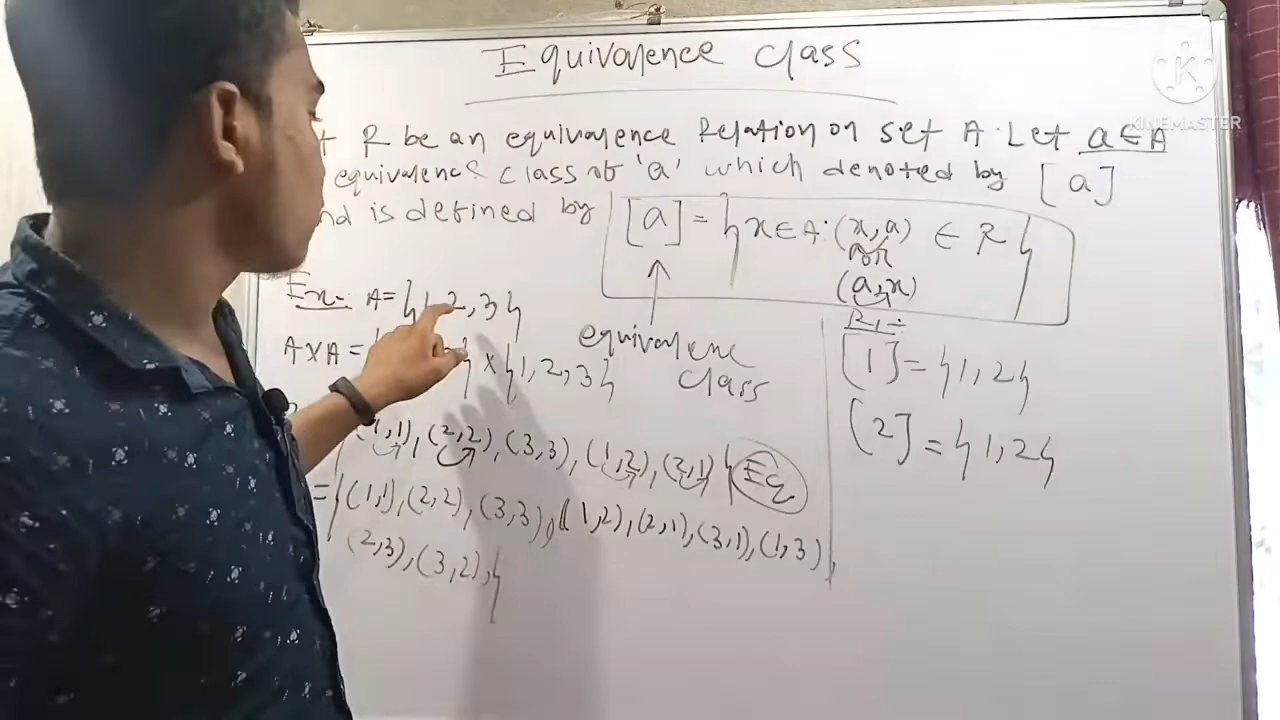 Equivalence class
R be an equivalence Relation on set A. Let a ∈ A
equivalence class of 'a' which denoted by [a]
is defined by [a] = { x ∈ A : (x, a) ∈ R }
OR
(a, x)
Ex:- A = { 1, 2, 3 }
A×A = { } × { 1, 2, 3 }
equivalence class
(1,1), (2,2), (3,3), (1,2), (2,1) } Eq
= { (1,1), (2,2), (3,3), (1,2), (2,1), (3,1), (1,3),
(2,3), (3,2), }
R1:-
[1] = { 1, 2 }
[2] = { 1, 2 }
KINEMASTER